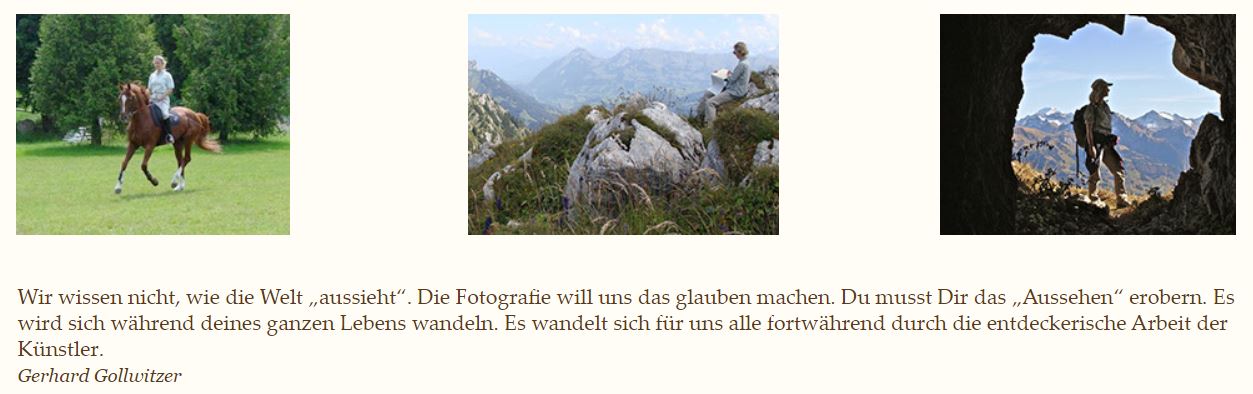 Wir wissen nicht, wie die Welt „aussieht“. Die Fotografie will uns das glauben machen. Du musst Dir das „Aussehen“ erobern. Es
wird sich während deines ganzen Lebens wandeln. Es wandelt sich für uns alle fortwährend durch die entdeckerische Arbeit der
Künstler.
Gerhard Gollwitzer